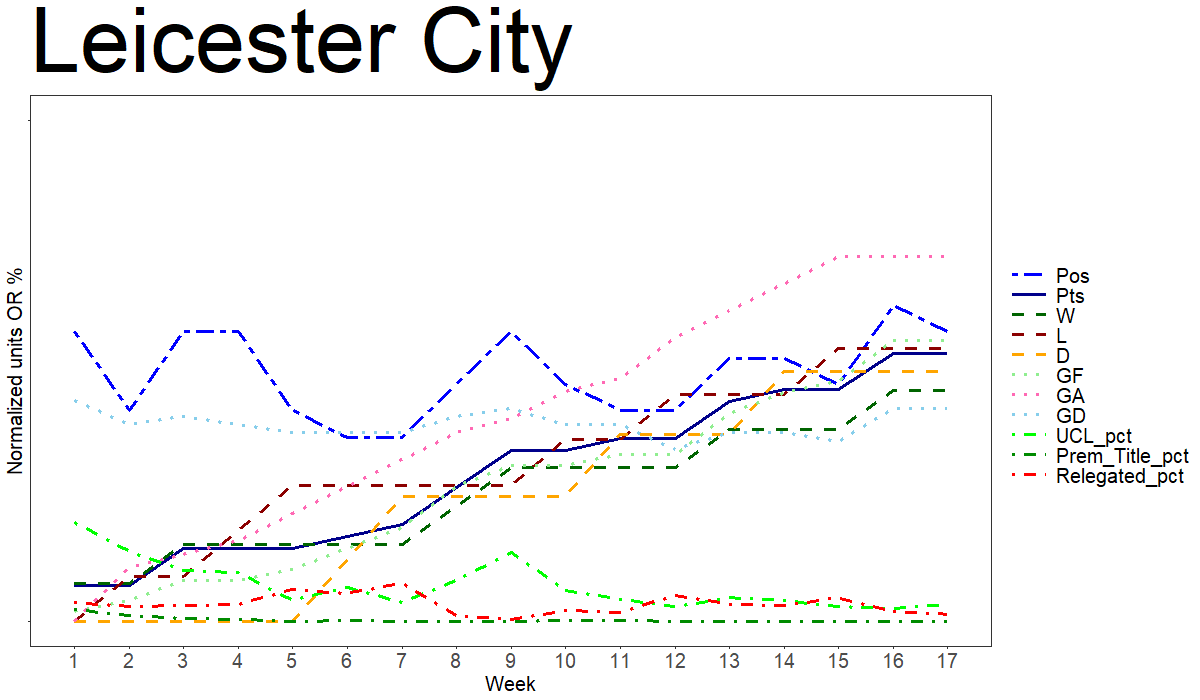 Leicester City
Normalized units OR %
Pos
Pts
W
L
D
GF
GA
GD
UCL_pct
Prem_Title_pct
Relegated_pct
1 2 3 4 5 6 7 8 9 10 11 12 13 14 15 16 17
Week